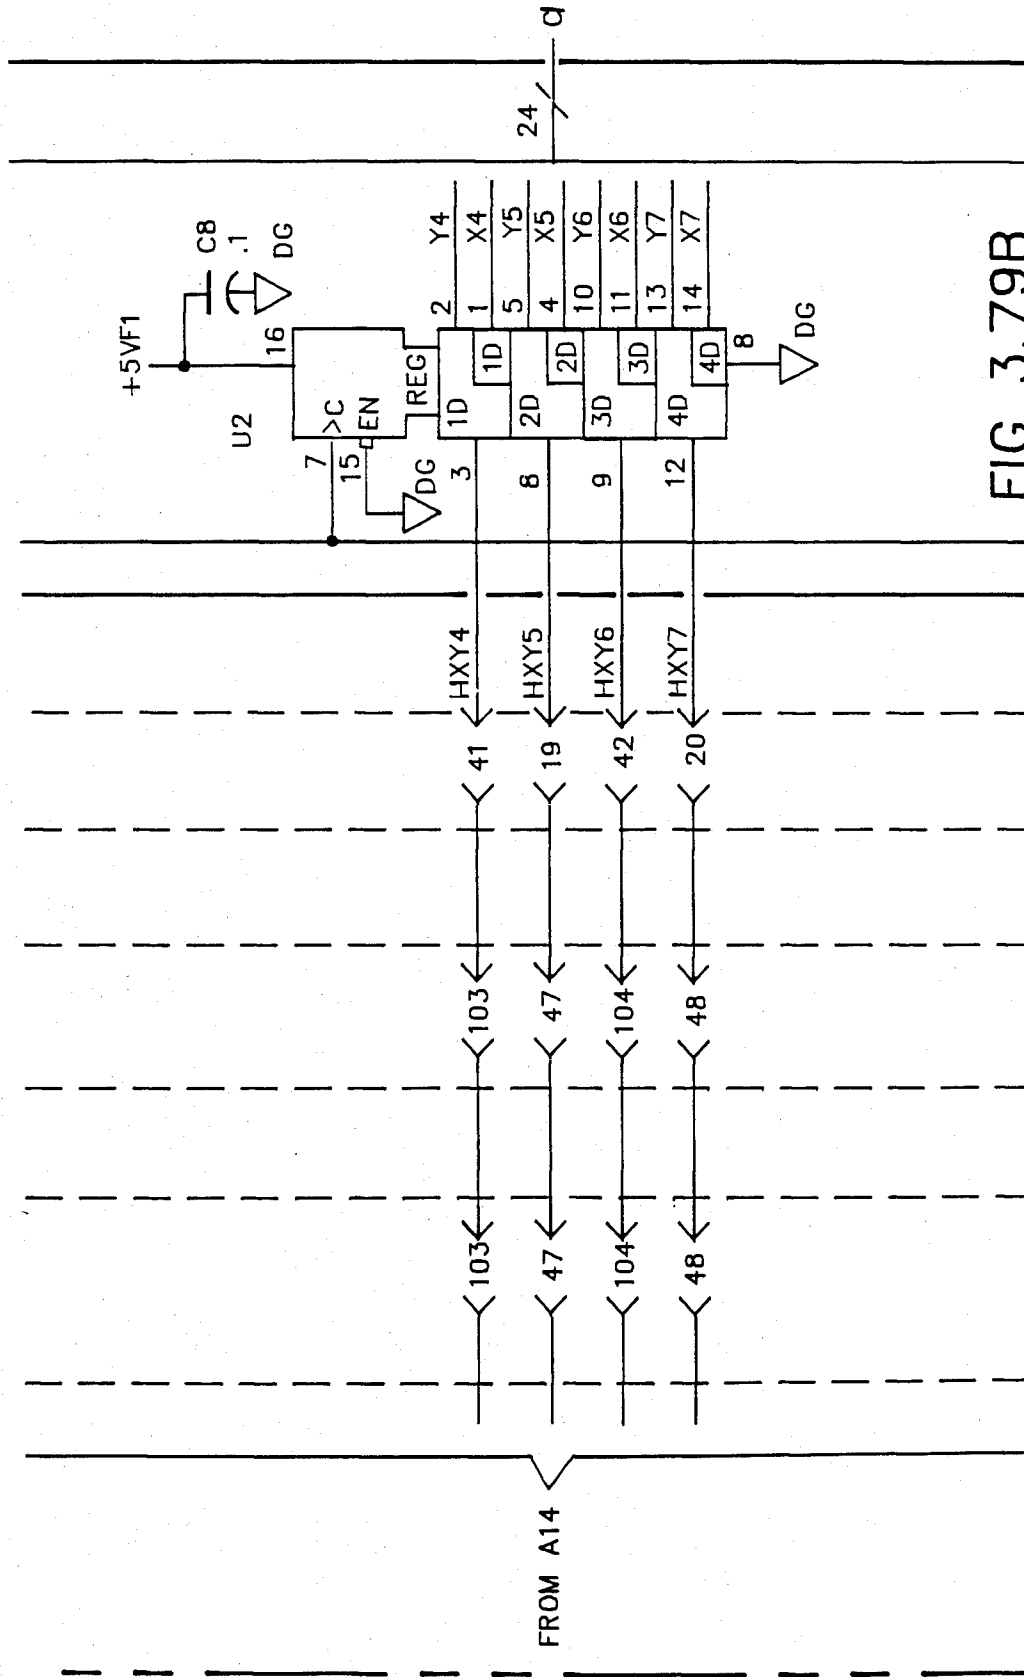 +5VF1
C8
.1
U2
16
DG
7 >C
15 EN
DG
REG
HXY4 3 1D 2 Y4
41 103 103
1D 1 X4
HXY5 8 2D 5 Y5
19 47 47
2D 4 X5
24
FROM A14
HXY6 9 3D 10 Y6
42 104 104
3D 11 X6
HXY7 12 4D 13 Y7
20 48 48
4D 14 X7
8
DG
FIG 3.79B